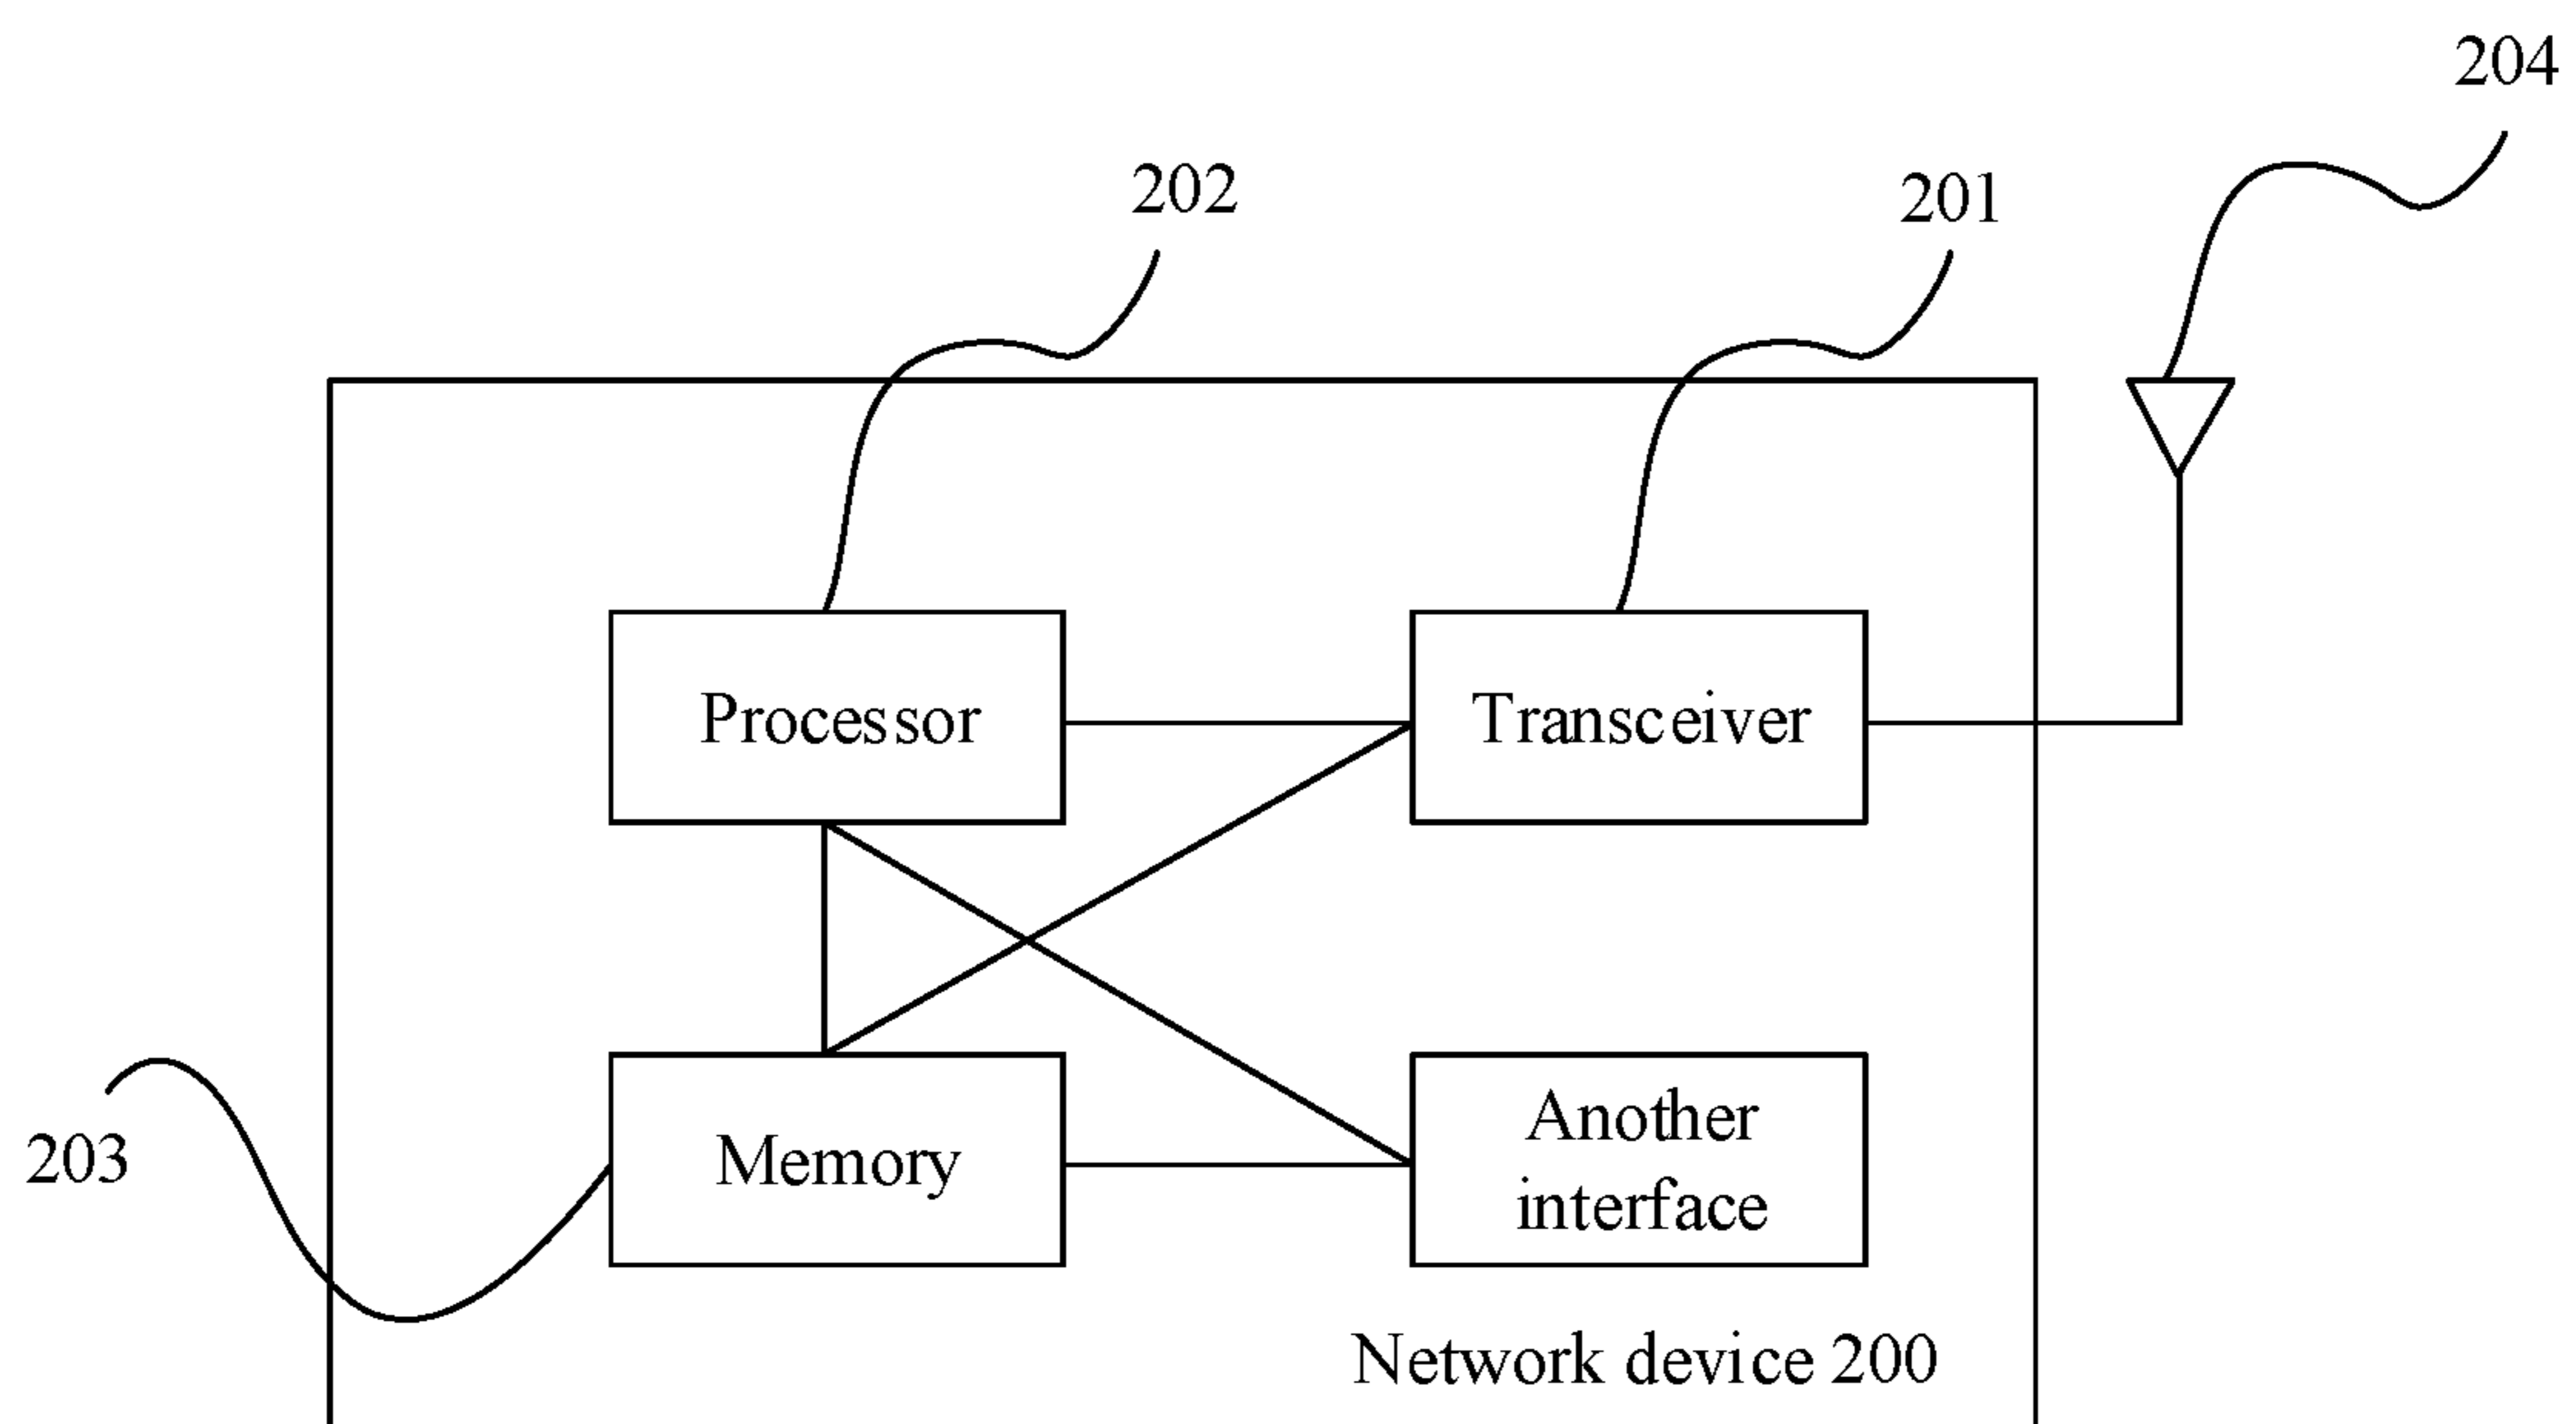 204
202
201
Processor
Transceiver
203
Memory
Another
interface
Network device 200